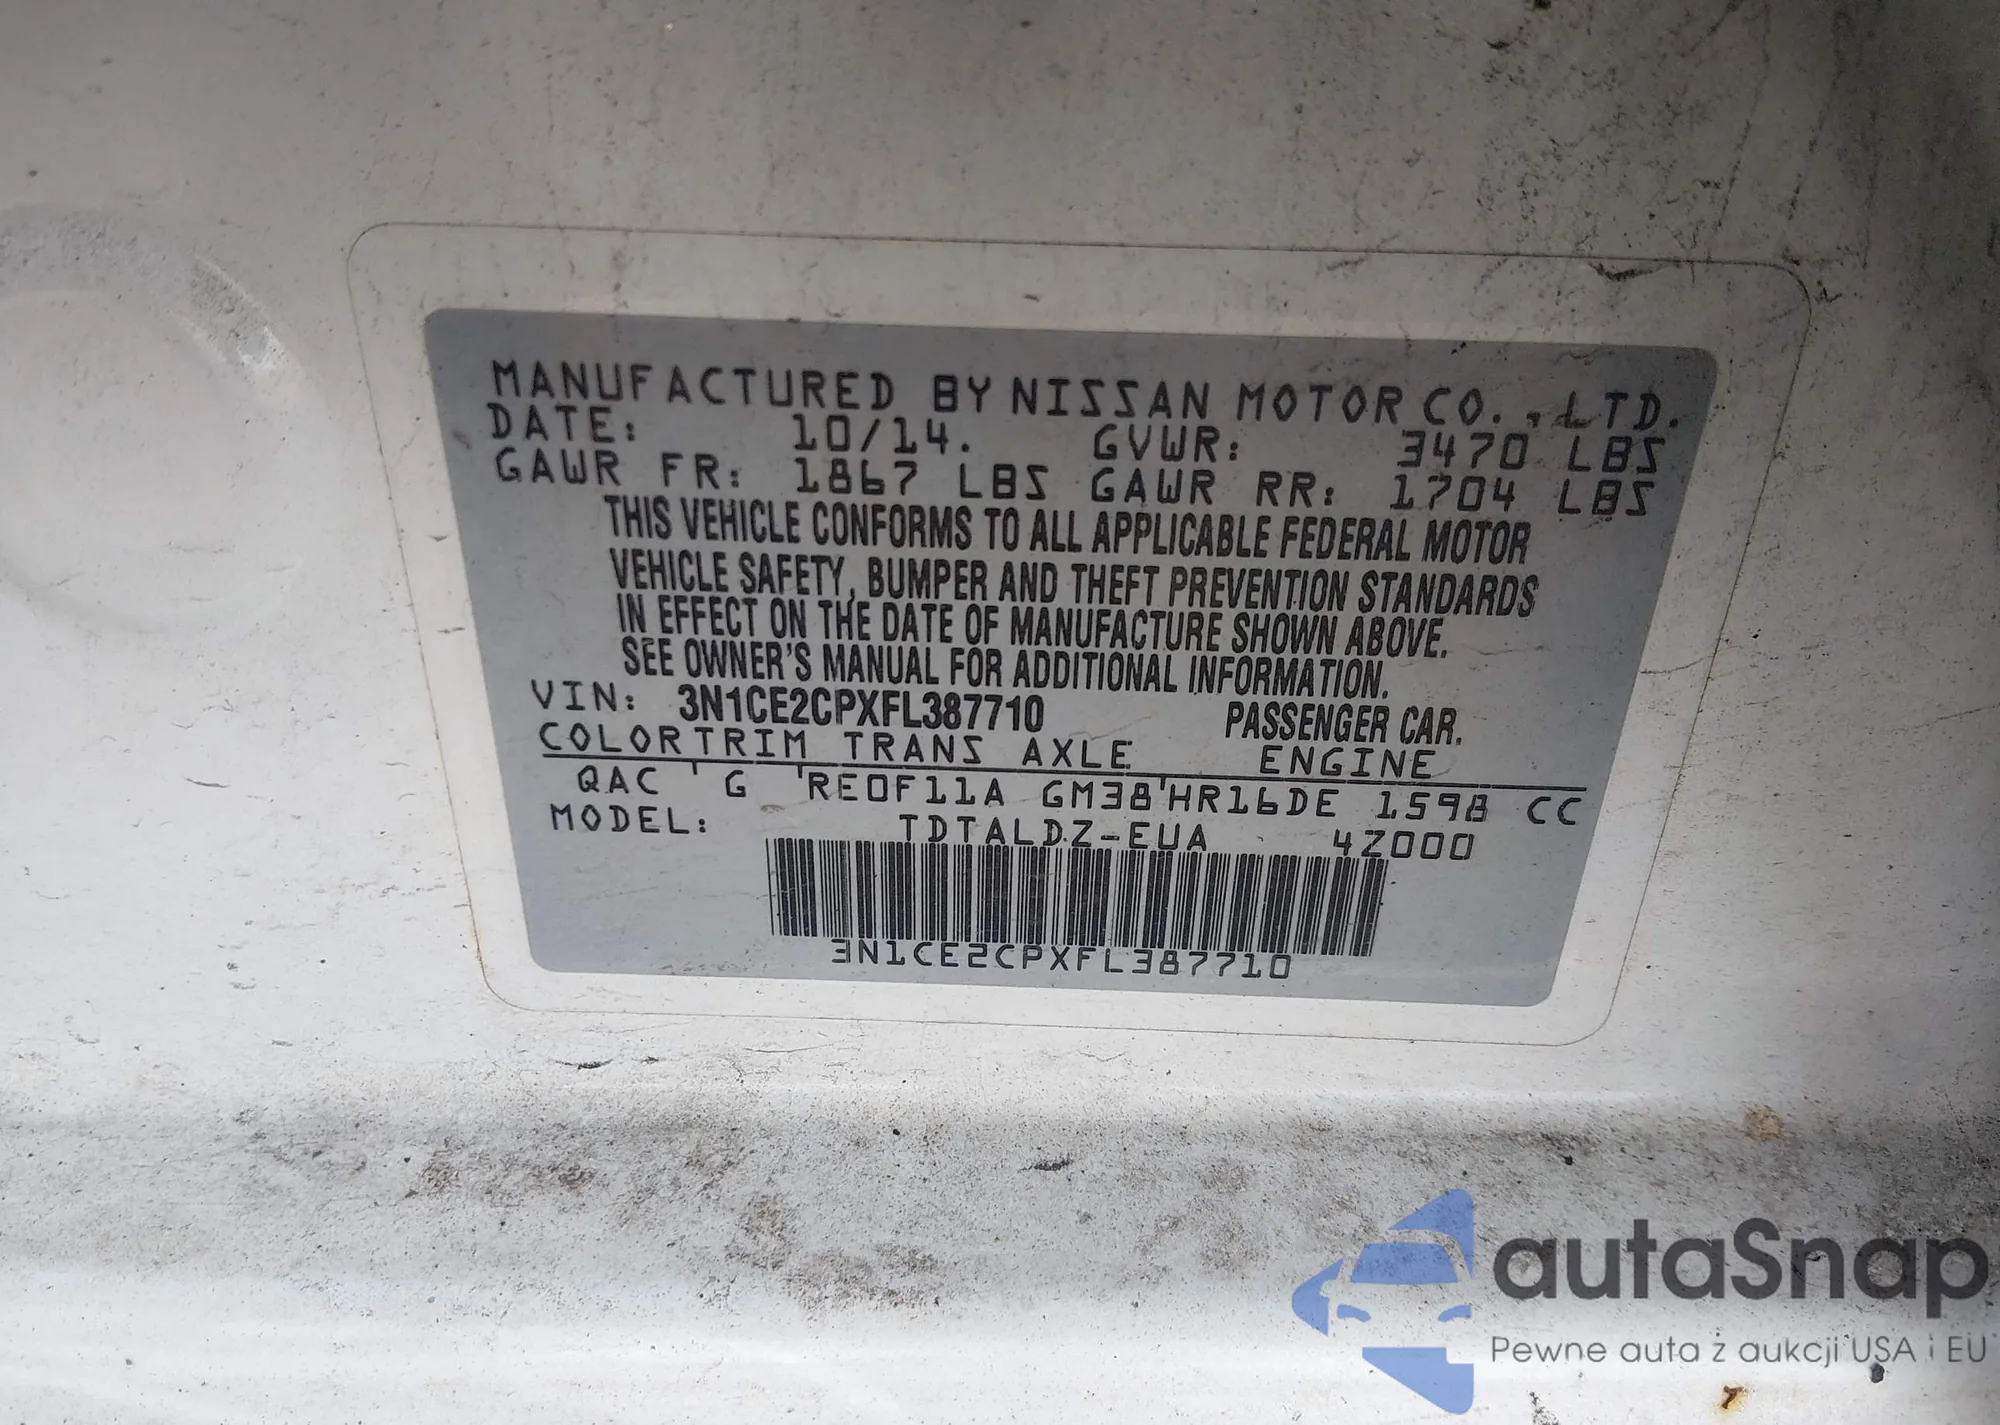 MANUFACTURED BY NISSAN MOTOR CO., LTD.
DATE: 10/14. GVWR: 3470 LBS
GAWR FR: 1867 LBS GAWR RR: 1704 LBS
THIS VEHICLE CONFORMS TO ALL APPLICABLE FEDERAL MOTOR
VEHICLE SAFETY, BUMPER AND THEFT PREVENTION STANDARDS
IN EFFECT ON THE DATE OF MANUFACTURE SHOWN ABOVE.
SEE OWNER'S MANUAL FOR ADDITIONAL INFORMATION.
VIN: 3N1CE2CPXFL387710 PASSENGER CAR.
COLOR TRIM TRANS AXLE ENGINE
QAC G RE0F11A GM38 HR16DE 1598 CC
MODEL: TDTALDZ-EUA 4Z000
3N1CE2CPXFL387710
autaSnap
Pewne auta z aukcji USA i EU